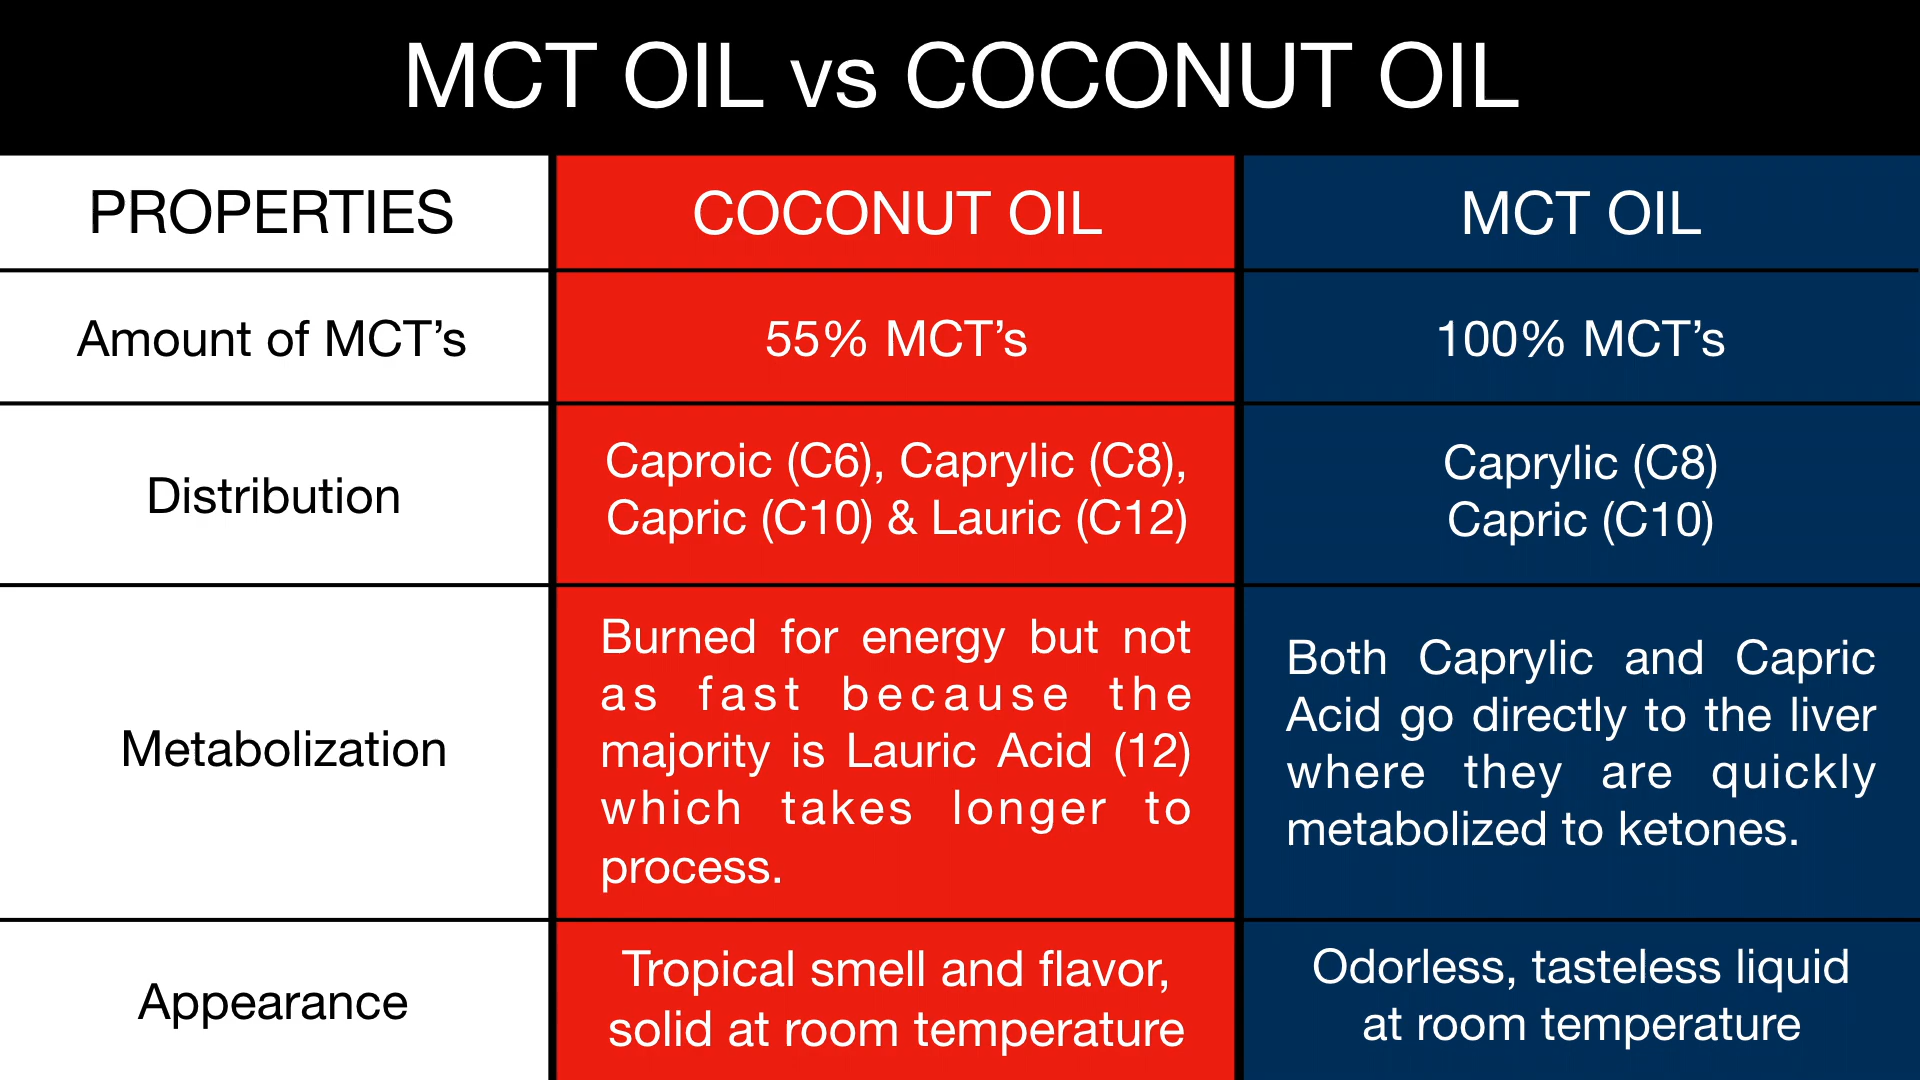 MCT OIL vs COCONUT OIL
PROPERTIES
COCONUT OIL
MCT OIL
Amount of MCT’s
55% MCT’s
100% MCT’s
Distribution
Caproic (C6), Caprylic (C8),
Capric (C10) & Lauric (C12)
Caprylic (C8)
Capric (C10)
Metabolization
Burned for energy but not
as fast because the
majority is Lauric Acid (12)
which takes longer to
process.
Both Caprylic and Capric
Acid go directly to the liver
where they are quickly
metabolized to ketones.
Appearance
Tropical smell and flavor,
solid at room temperature
Odorless, tasteless liquid
at room temperature